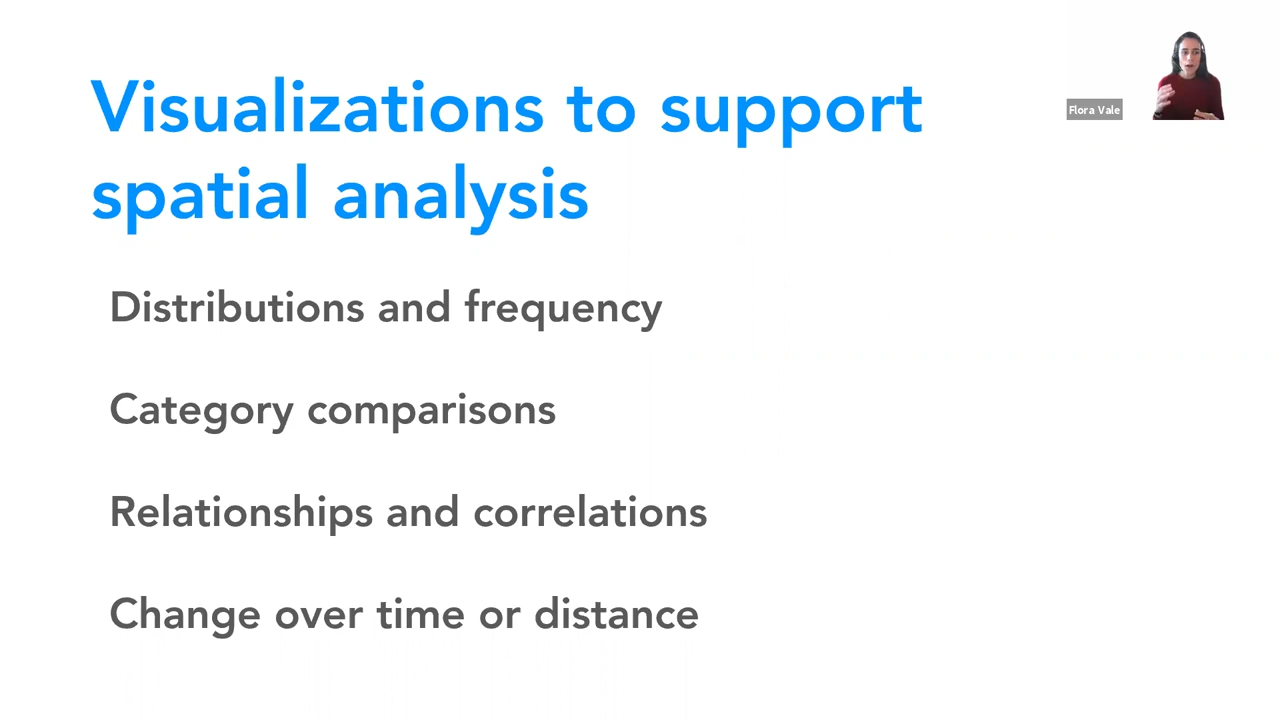 Visualizations to support
spatial analysis
Flora Vale
Distributions and frequency
Category comparisons
Relationships and correlations
Change over time or distance